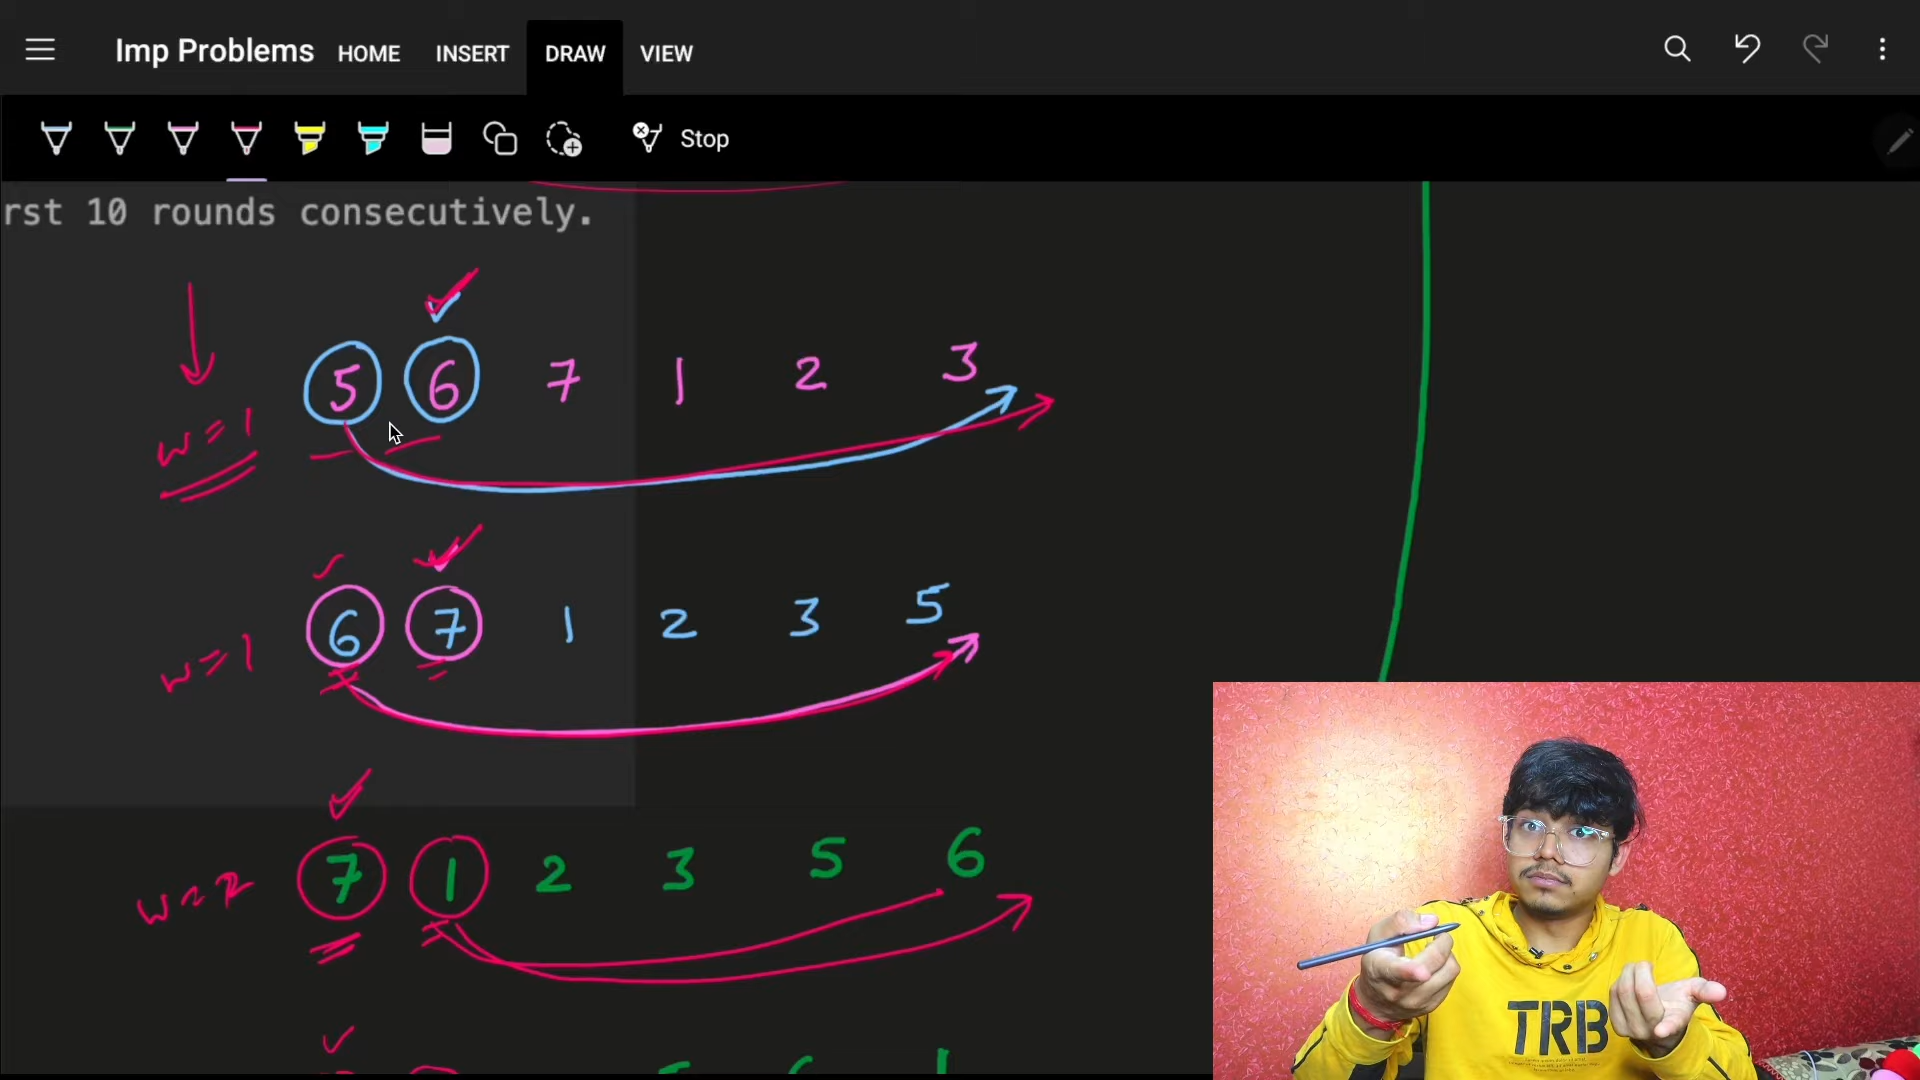 Imp Problems HOME INSERT DRAW VIEW
Stop
rst 10 rounds consecutively.
5 6 7 1 2 3
w=1
6 7 1 2 3 5
w=1
7 1 2 3 5 6
TRB